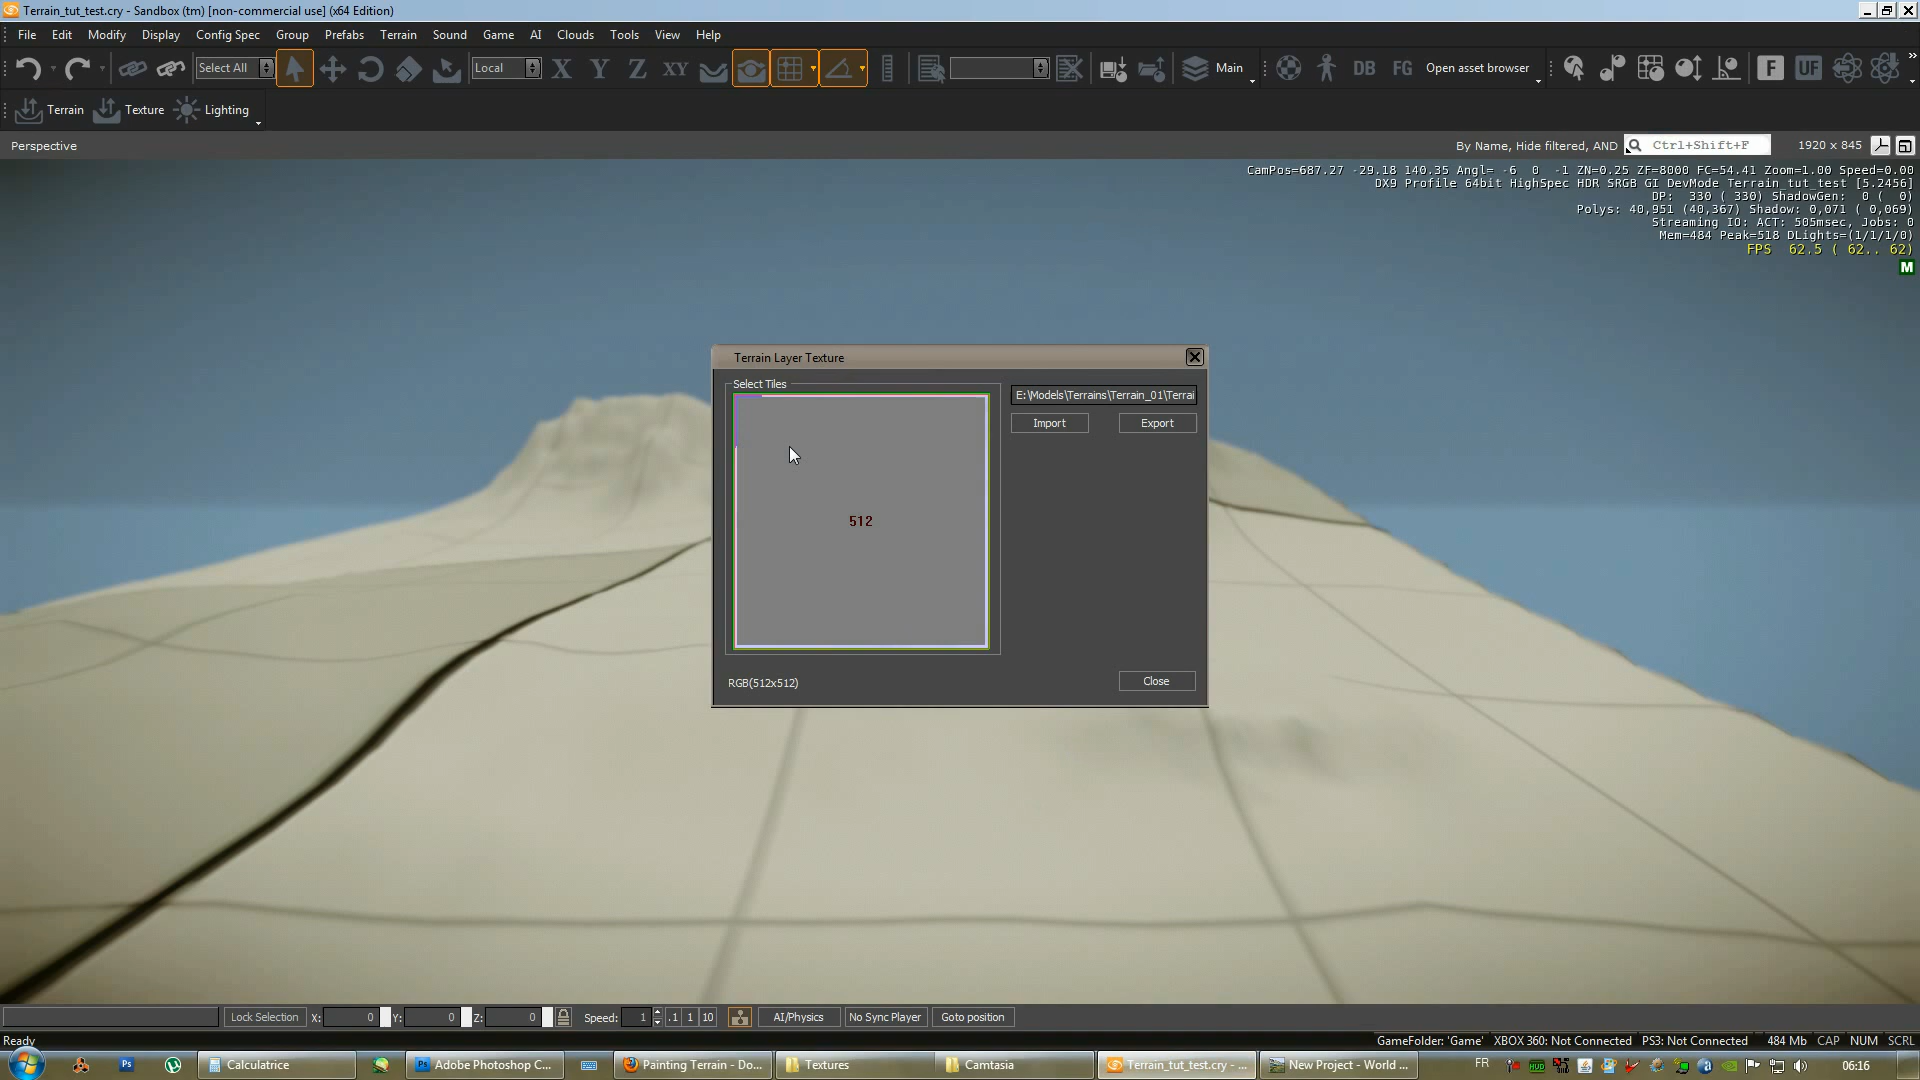 Terrain_tut_test.cry - Sandbox (tm) [non-commercial use] (x64 Edition)
File Edit Modify Display Config Spec Group Prefabs Terrain Sound Game AI Clouds Tools View Help
Select All Local X Y Z XY Main DB FG Open asset browser F UF
Terrain Texture Lighting
Perspective By Name, Hide filtered, AND Ctrl+Shift+F 1920 x 845
CamPos=687.27 -29.18 140.35 Angl= -6 0 -1 ZN=0.25 ZF=8000 FC=54.41 Zoom=1.00 Speed=0.00
DX9 Profile 64bit HighSpec HDR SRGB GI DevMode Terrain_tut_test [5.2456]
DP: 330 ( 330) ShadowGen: 0 ( 0)
Polys: 40,951 (40,367) Shadow: 0,071 ( 0,069)
Streaming IO: ACT: 505msec, Jobs: 0
Mem=484 Peak=518 DLights=(1/1/1/0)
FPS 62.5 ( 62.. 62)
M
Terrain Layer Texture
Select Tiles
E:\Models\Terrains\Terrain_01\Terrai
Import Export
512
RGB(512x512) Close
Lock Selection X: 0 Y: 0 Z: 0 Speed: 1 .1 1 10 AI/Physics No Sync Player Goto position
Ready GameFolder: 'Game' XBOX 360: Not Connected PS3: Not Connected 484 Mb CAP NUM SCRL
Ps Calculatrice Ps Adobe Photoshop C... Painting Terrain - Do... Textures Camtasia Terrain_tut_test.cry - ... New Project - World ... FR 06:16